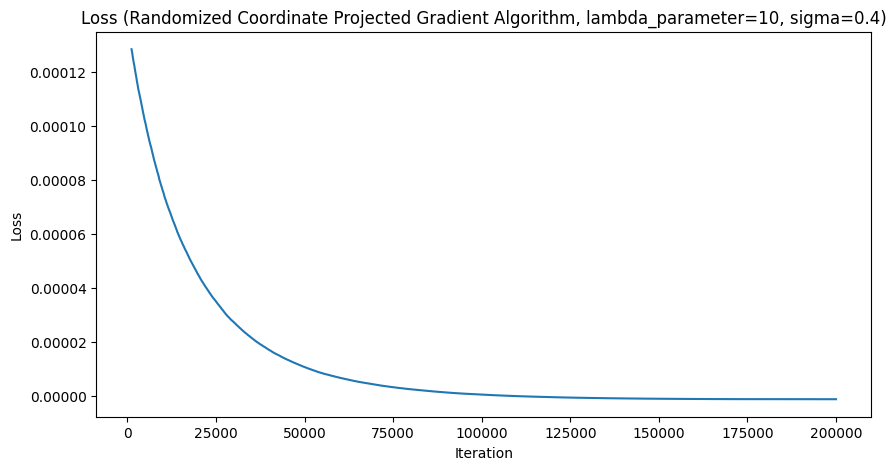 Loss (Randomized Coordinate Projected Gradient Algorithm, lambda_parameter=10, sigma=0.4)
0.00012
0.00010
0.00008
0.00006
0.00004
0.00002
0.00000
Loss
0 25000 50000 75000 100000 125000 150000 175000 200000
Iteration